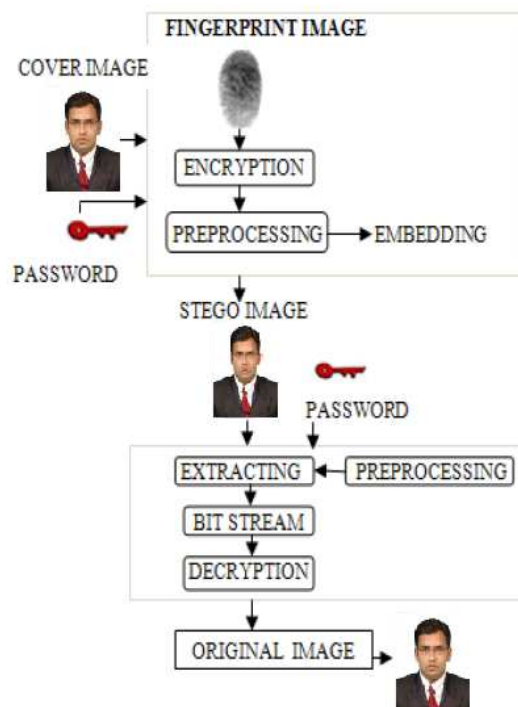 FINGERPRINT IMAGE
COVER IMAGE
ENCRYPTION
PREPROCESSING
EMBEDDING
PASSWORD
STEGO IMAGE
PASSWORD
EXTRACTING
PREPROCESSING
BIT STREAM
DECRYPTION
ORIGINAL IMAGE